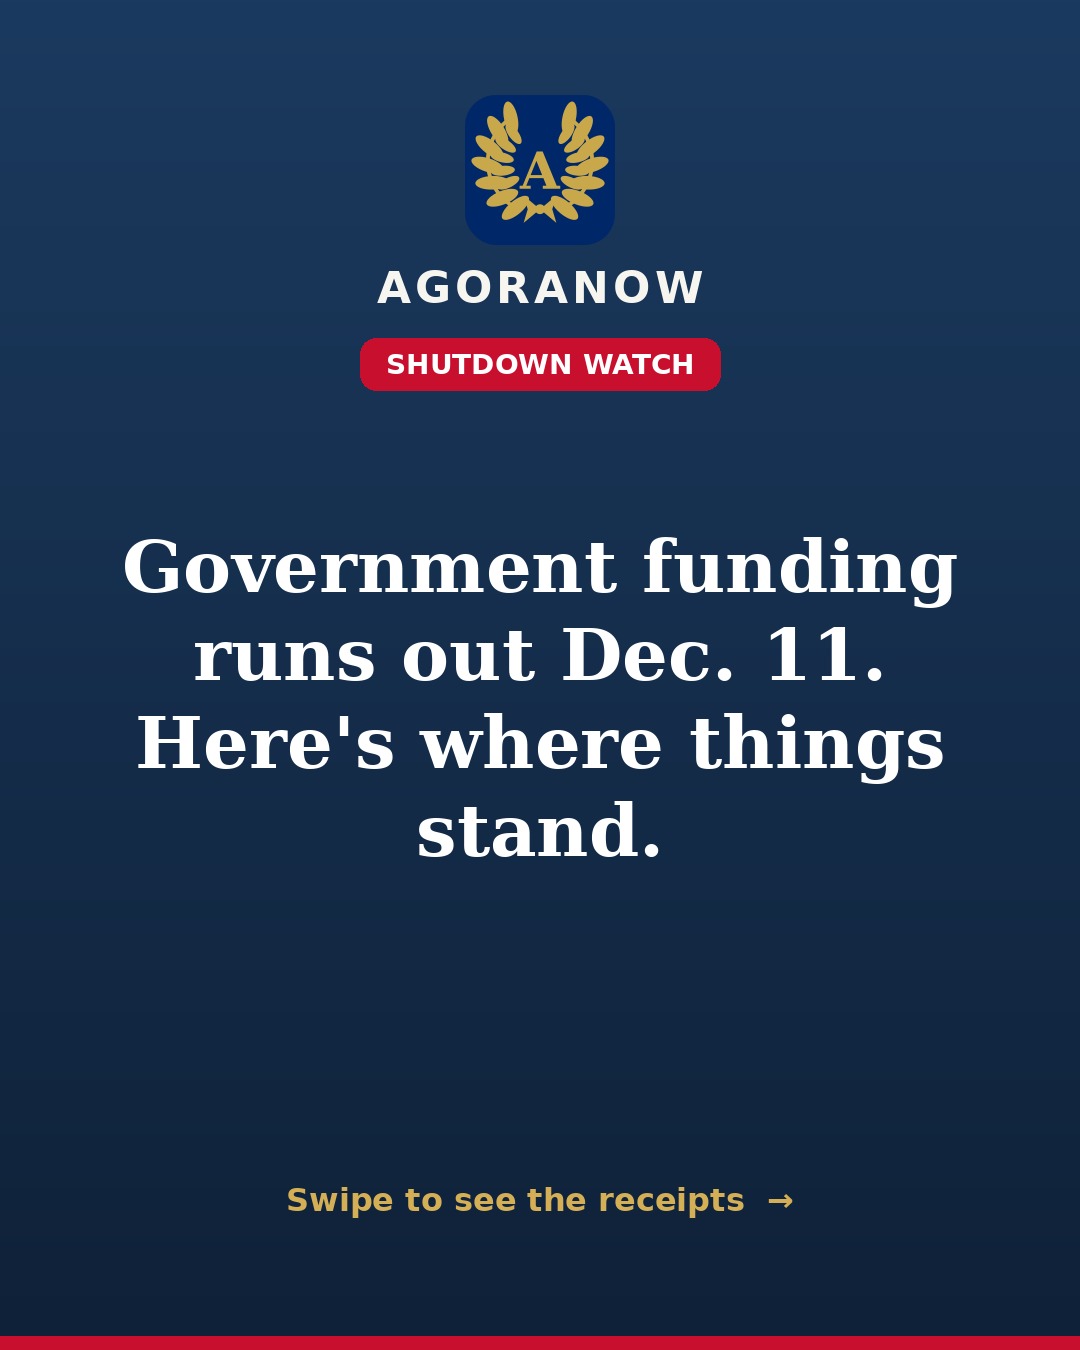 A
AGORANOW
SHUTDOWN WATCH
Government funding
runs out Dec. 11.
Here's where things
stand.
Swipe to see the receipts →